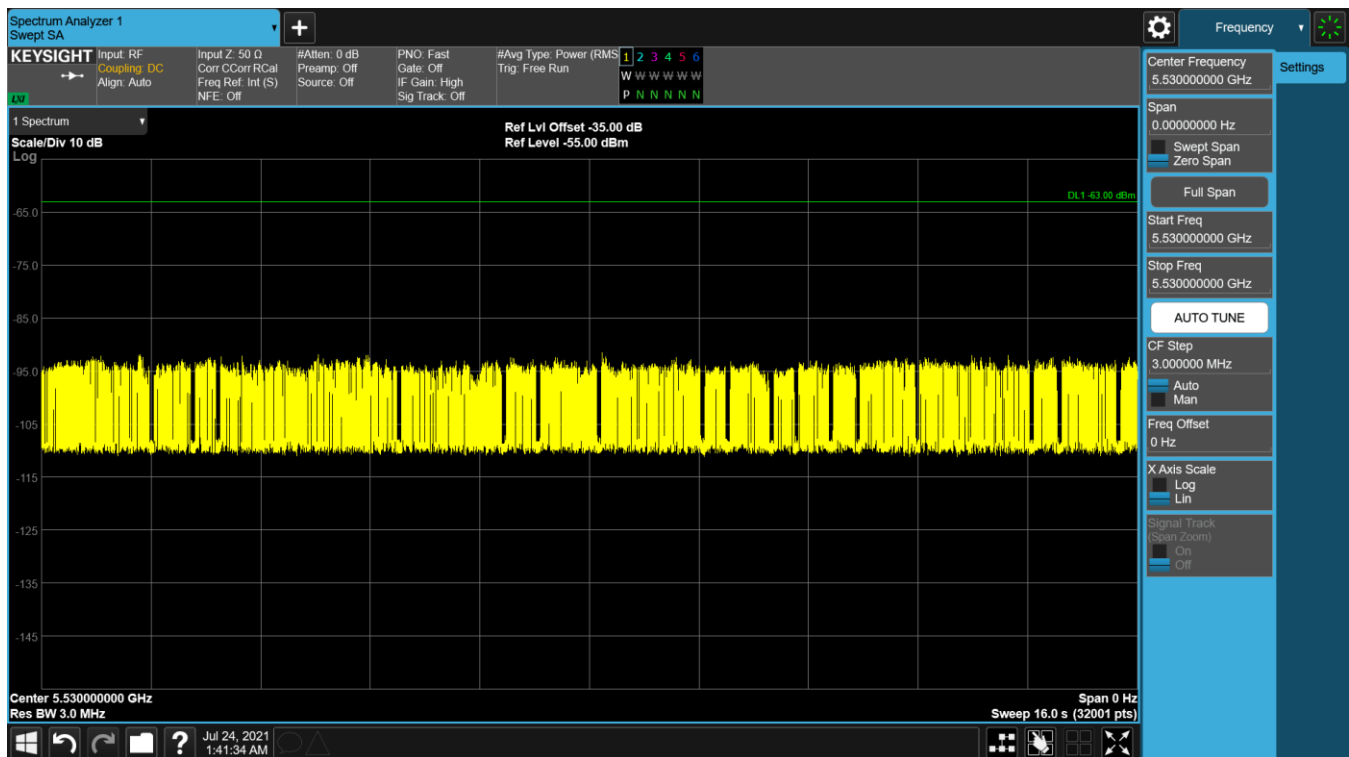 Spectrum Analyzer 1
Swept SA
+
Frequency
KEYSIGHT
Input: RF
Coupling: DC
Align: Auto
LXI
Input Z: 50 Ω
Corr CCorr RCal
Freq Ref: Int (S)
NFE: Off
#Atten: 0 dB
Preamp: Off
Source: Off
PNO: Fast
Gate: Off
IF Gain: High
Sig Track: Off
#Avg Type: Power (RMS
Trig: Free Run
1 2 3 4 5 6
W W W W W W
P N N N N N
Center Frequency
5.530000000 GHz
Settings
Span
0.00000000 Hz
Swept Span
Zero Span
Full Span
Start Freq
5.530000000 GHz
Stop Freq
5.530000000 GHz
AUTO TUNE
CF Step
3.000000 MHz
Auto
Man
Freq Offset
0 Hz
X Axis Scale
Log
Lin
Signal Track
(Span Zoom)
On
Off
1 Spectrum
Scale/Div 10 dB
Log
Ref Lvl Offset -35.00 dB
Ref Level -55.00 dBm
DL1 -63.00 dBm
-65.0
-75.0
-85.0
-95.0
-105
-115
-125
-135
-145
Center 5.530000000 GHz
Res BW 3.0 MHz
Span 0 Hz
Sweep 16.0 s (32001 pts)
?
Jul 24, 2021
1:41:34 AM